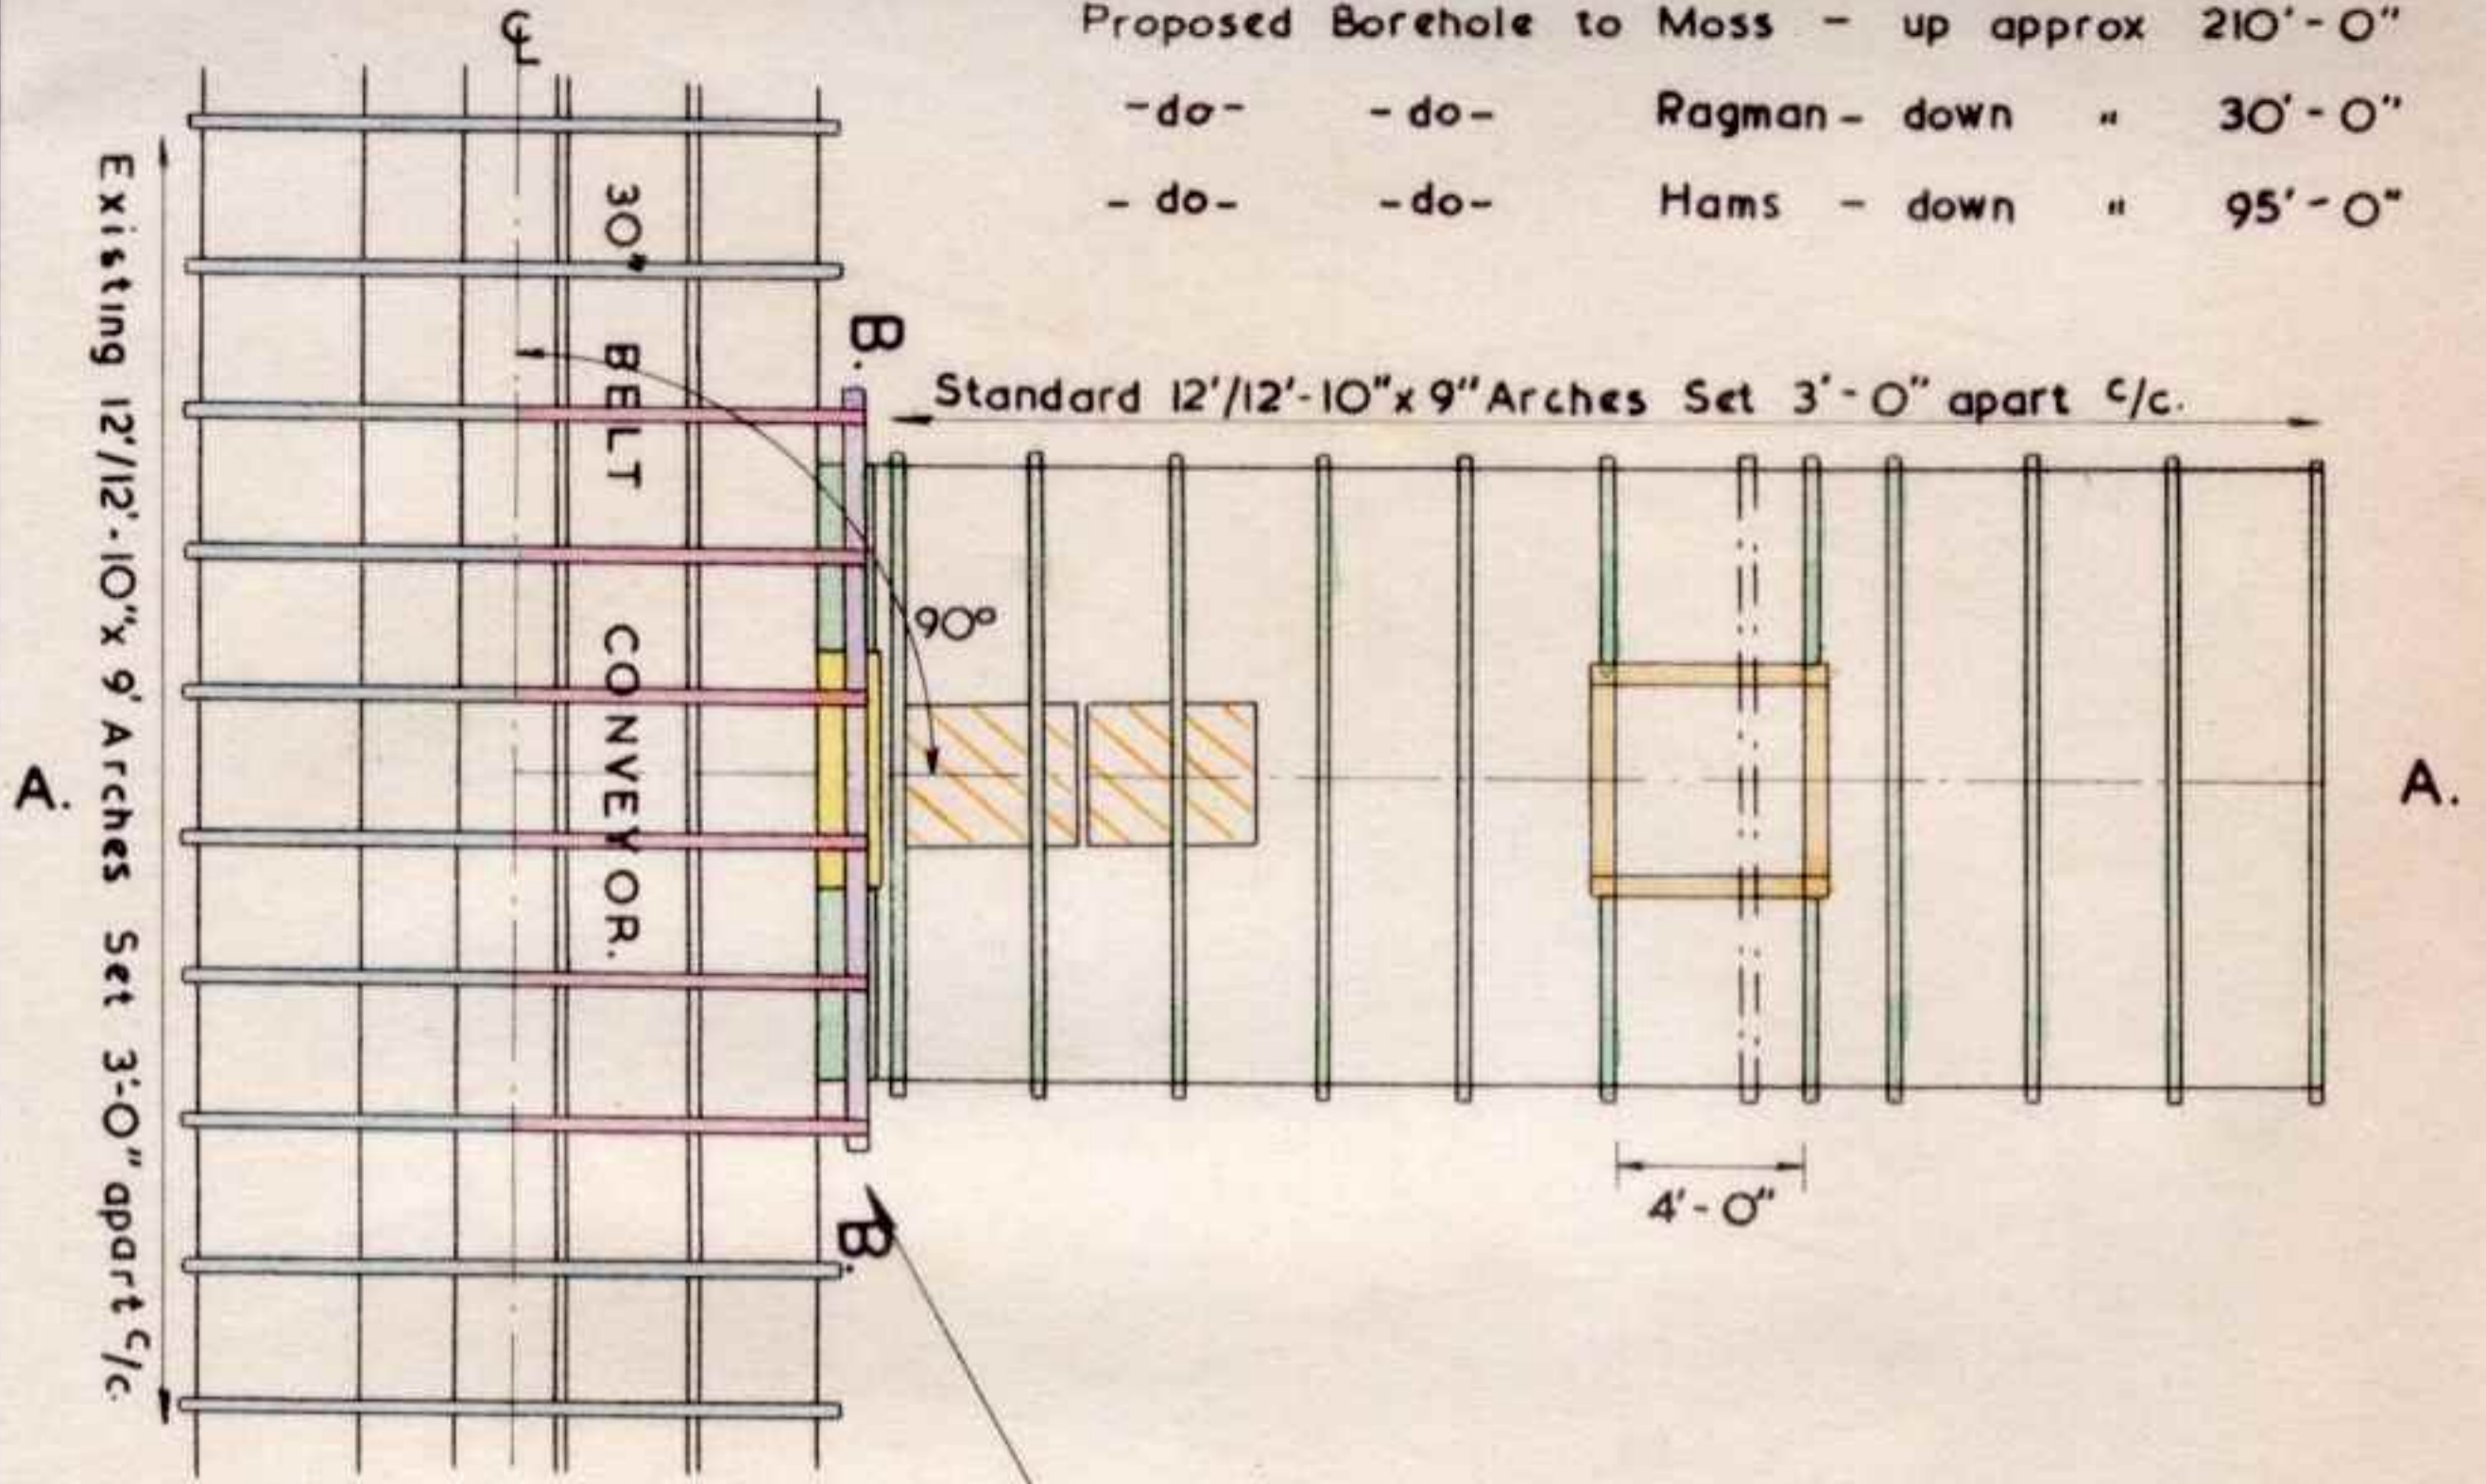 ℄
Proposed Borehole to Moss - up approx 210'-0"
-do- -do- Ragman - down " 30'-0"
-do- -do- Hams - down " 95'-0"
Existing 12'/12'-10"x 9' Arches Set 3'-0" apart c/c.
30" BELT CONVEYOR.
B.
Standard 12'/12'-10"x 9" Arches Set 3'-0" apart c/c.
90°
A.
A.
4'-0"
B.